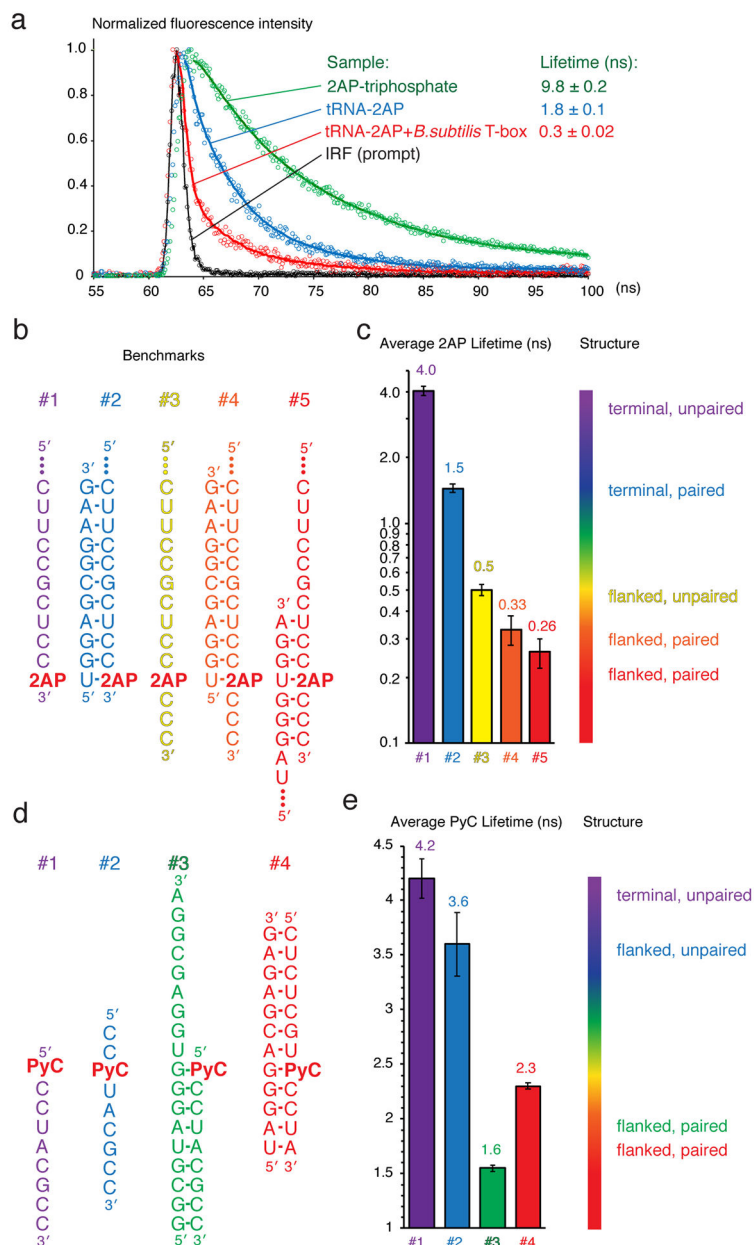 a
Normalized fluorescence intensity
Sample: Lifetime (ns):
2AP-triphosphate 9.8 ± 0.2
tRNA-2AP 1.8 ± 0.1
tRNA-2AP+B.subtilis T-box 0.3 ± 0.02
IRF (prompt)
1.0
0.8
0.6
0.4
0.2
0
55 60 65 70 75 80 85 90 95 100 (ns)
b
Benchmarks
#1 #2 #3 #4 #5
5′ 5′ 5′ 5′ 5′
3′ 3′
C G-C C G-C C
U A-U U A-U U
U A-U U A-U U
C G-C C G-C C
C G-C C G-C C
3′
A-U
G-C
G-C
2AP U-2AP 2AP U-2AP U-2AP
3′ 5′ 3′ C 5′ C G-C
C C G-C
3′ 3′ 3′
A
U
5′
c
Average 2AP Lifetime (ns)
Structure
4.0
2.0
1.0
0.9
0.8
0.7
0.6
0.5
0.4
0.3
0.2
0.1
4.0
1.5
0.5
0.33
0.26
#1 #2 #3 #4 #5
terminal, unpaired
terminal, paired
flanked, unpaired
flanked, paired
flanked, paired
d
#1 #2 #3 #4
3′
A
G 3′ 5′
G G-C
C A-U
G G-C
A A-U
5′ G G-C
C G C-G
5′ C U 5′ A-U
PyC PyC G-PyC G-PyC
C U G-C G-C
C A G-C G-C
U C A-U A-U
A G U-A U-A
C C G-C 5′ 3′
G C C-G
C 3′ G-C
C G-C
3′ 5′ 3′
e
Average PyC Lifetime (ns)
Structure
5
4.5
4
3.5
3
2.5
2
1.5
1
4.2
3.6
1.6
2.3
#1 #2 #3 #4
terminal, unpaired
flanked, unpaired
flanked, paired
flanked, paired